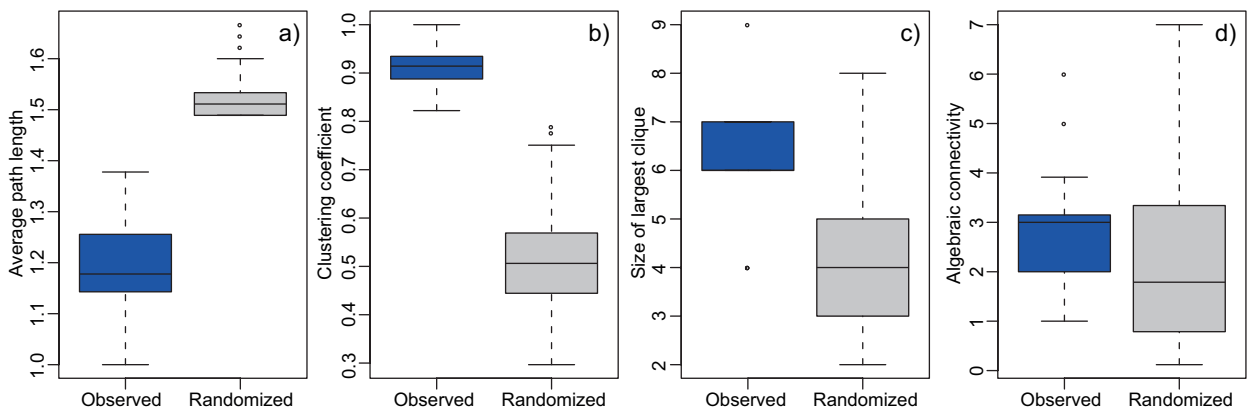 a)
Average path length
1.0
1.1
1.2
1.3
1.4
1.5
1.6
Observed
Randomized
b)
Clustering coefficient
0.3
0.4
0.5
0.6
0.7
0.8
0.9
1.0
Observed
Randomized
c)
Size of largest clique
2
3
4
5
6
7
8
9
Observed
Randomized
d)
Algebraic connectivity
0
1
2
3
4
5
6
7
Observed
Randomized